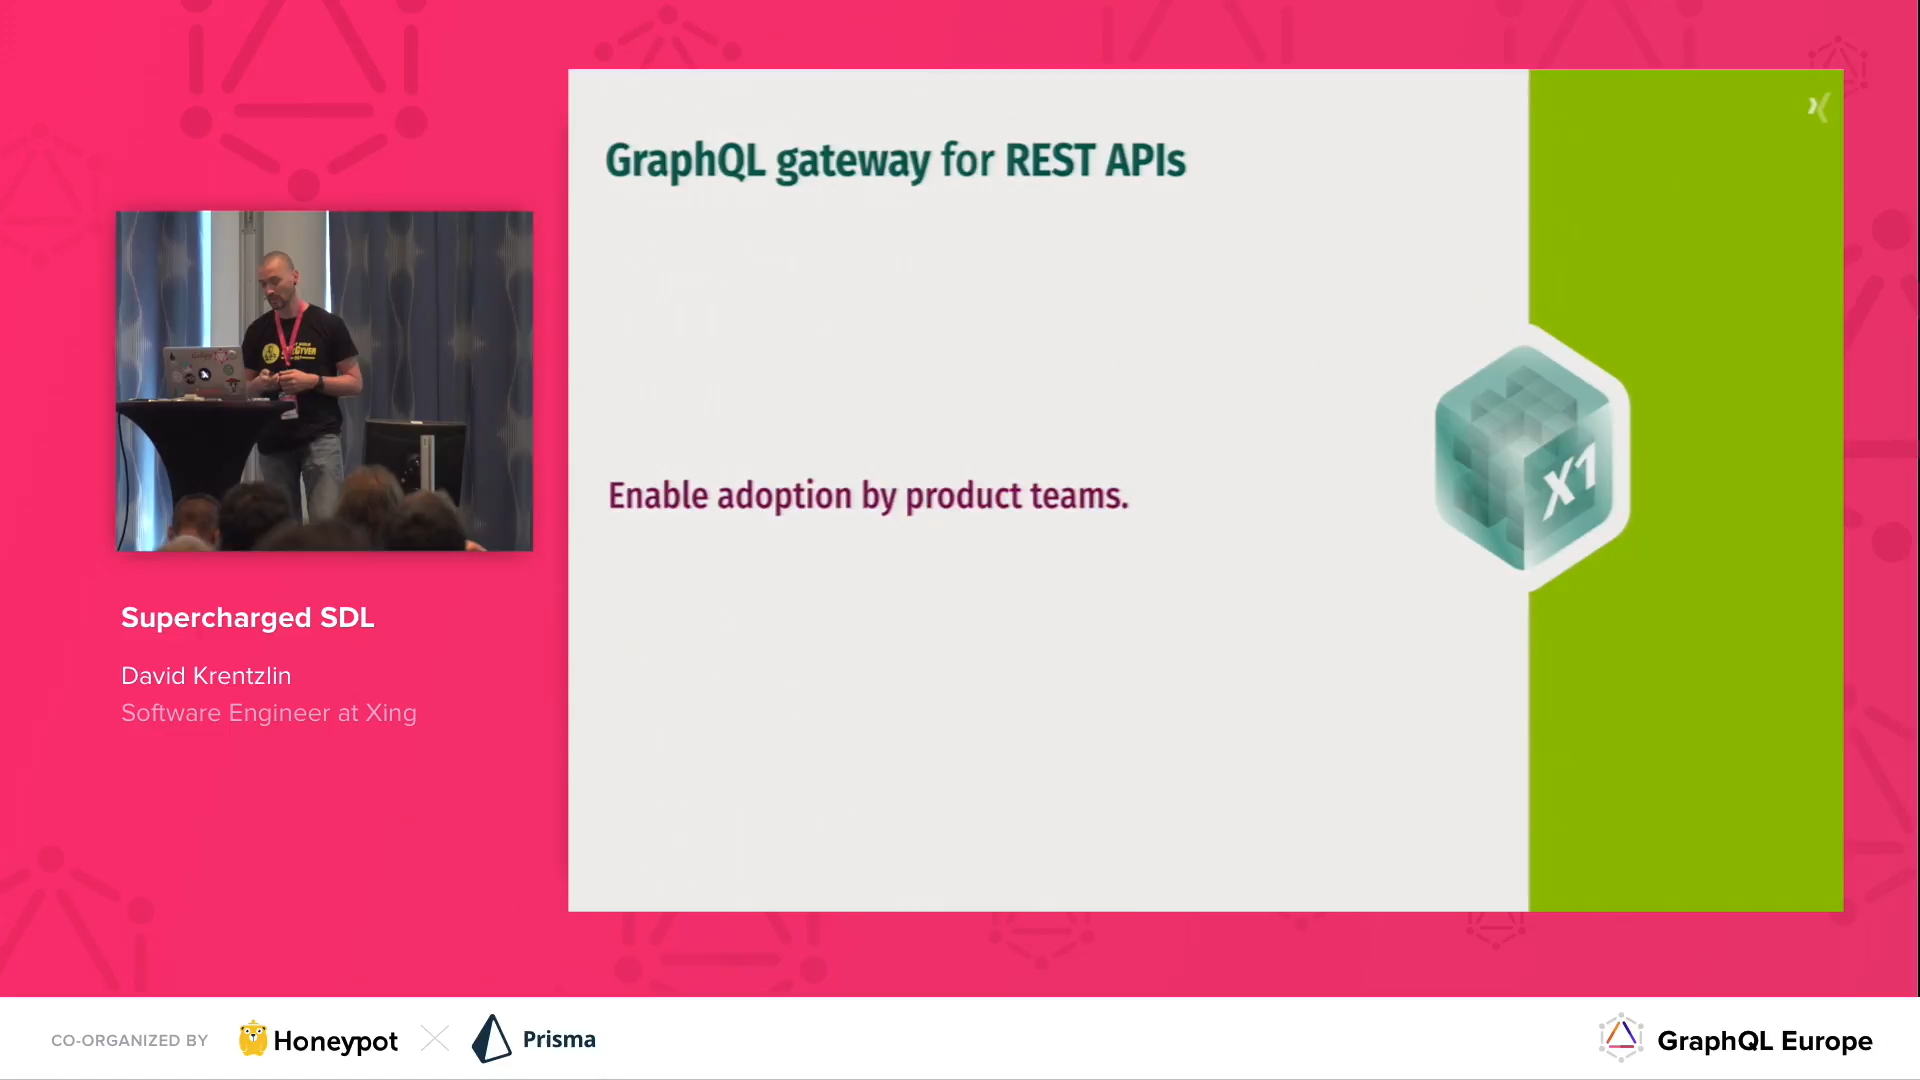 GraphQL gateway for REST APIs
X1
Enable adoption by product teams.
Supercharged SDL
David Krentzlin
Software Engineer at Xing
CO-ORGANIZED BY
Honeypot
Prisma
GraphQL Europe